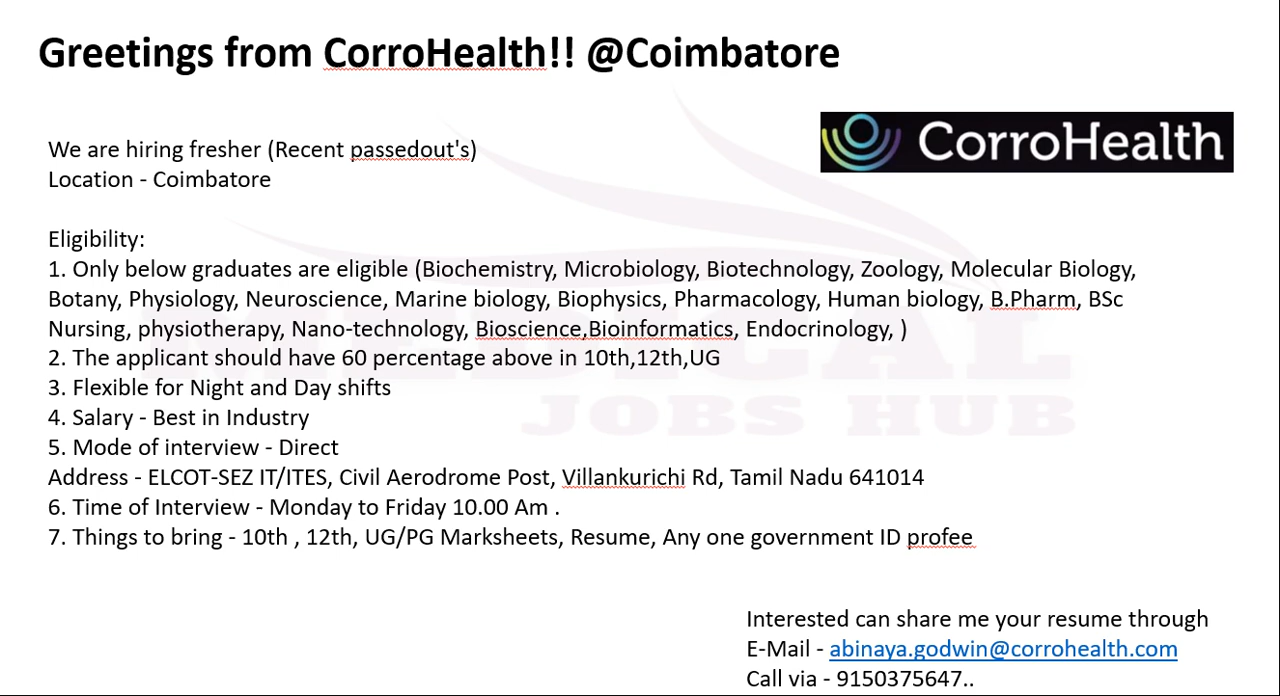 Greetings from CorroHealth!! @Coimbatore
CorroHealth
We are hiring fresher (Recent passedout's)
Location - Coimbatore
Eligibility:
1. Only below graduates are eligible (Biochemistry, Microbiology, Biotechnology, Zoology, Molecular Biology,
Botany, Physiology, Neuroscience, Marine biology, Biophysics, Pharmacology, Human biology, B.Pharm, BSc
Nursing, physiotherapy, Nano-technology, Bioscience,Bioinformatics, Endocrinology, )
2. The applicant should have 60 percentage above in 10th,12th,UG
3. Flexible for Night and Day shifts
4. Salary - Best in Industry
5. Mode of interview - Direct
Address - ELCOT-SEZ IT/ITES, Civil Aerodrome Post, Villankurichi Rd, Tamil Nadu 641014
6. Time of Interview - Monday to Friday 10.00 Am .
7. Things to bring - 10th , 12th, UG/PG Marksheets, Resume, Any one government ID profee
MEDICAL
JOBS HUB
Interested can share me your resume through
E-Mail - abinaya.godwin@corrohealth.com
Call via - 9150375647..